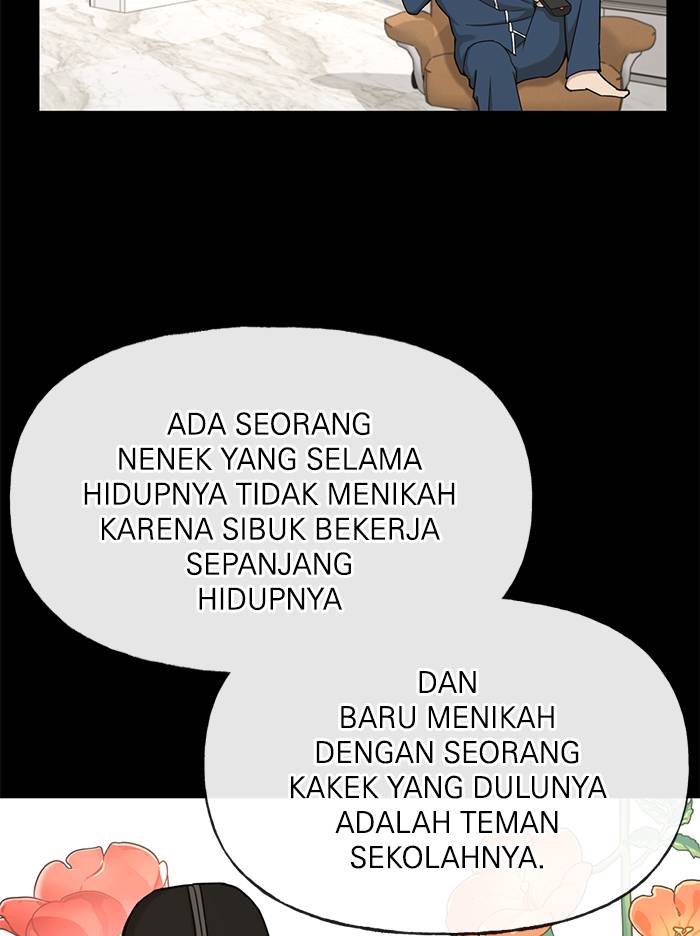 ADA SEORANG
NENEK YANG SELAMA
HIDUPNYA TIDAK MENIKAH
KARENA SIBUK BEKERJA
SEPANJANG
HIDUPNYA
DAN
BARU MENIKAH
DENGAN SEORANG
KAKEK YANG DULUNYA
ADALAH TEMAN
SEKOLAHNYA.